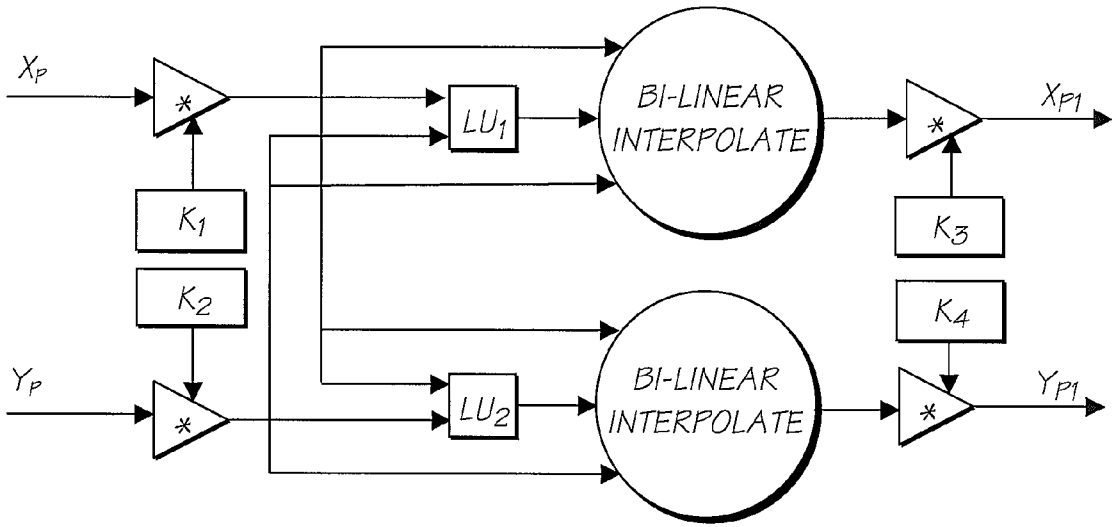 X_P
*
K_1
K_2
Y_P
*
LU_1
LU_2
BI-LINEAR
INTERPOLATE
BI-LINEAR
INTERPOLATE
*
X_P1
K_3
K_4
*
Y_P1